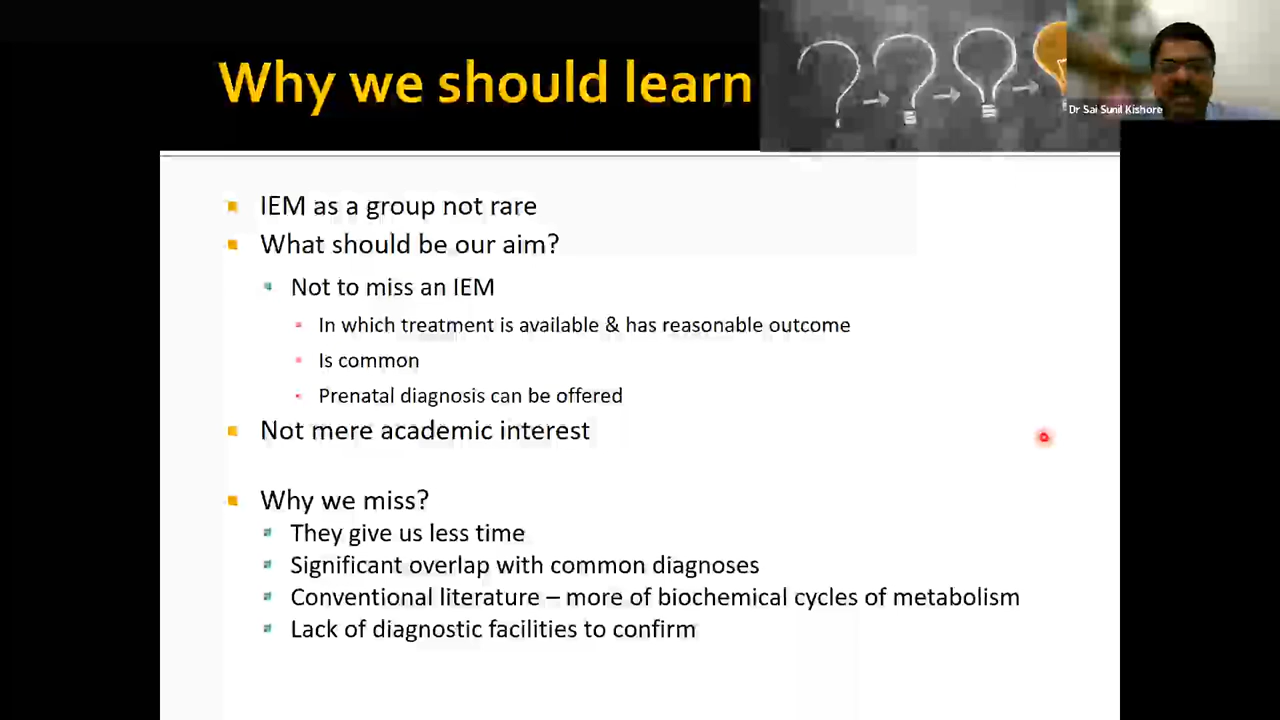 Why we should learn
Dr Sai Sunil Kishore
IEM as a group not rare
What should be our aim?
Not to miss an IEM
In which treatment is available & has reasonable outcome
Is common
Prenatal diagnosis can be offered
Not mere academic interest
Why we miss?
They give us less time
Significant overlap with common diagnoses
Conventional literature – more of biochemical cycles of metabolism
Lack of diagnostic facilities to confirm